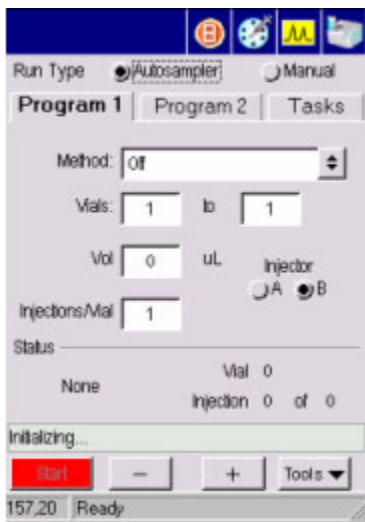 Run Type Autosampler Manual
Program 1 Program 2 Tasks
Method: Off
Vials: 1 to 1
Vol 0 uL Injector
A B
Injections/Vial 1
Status
None Vial 0
Injection 0 of 0
Initializing...
Start - + Tools
157,20 Ready